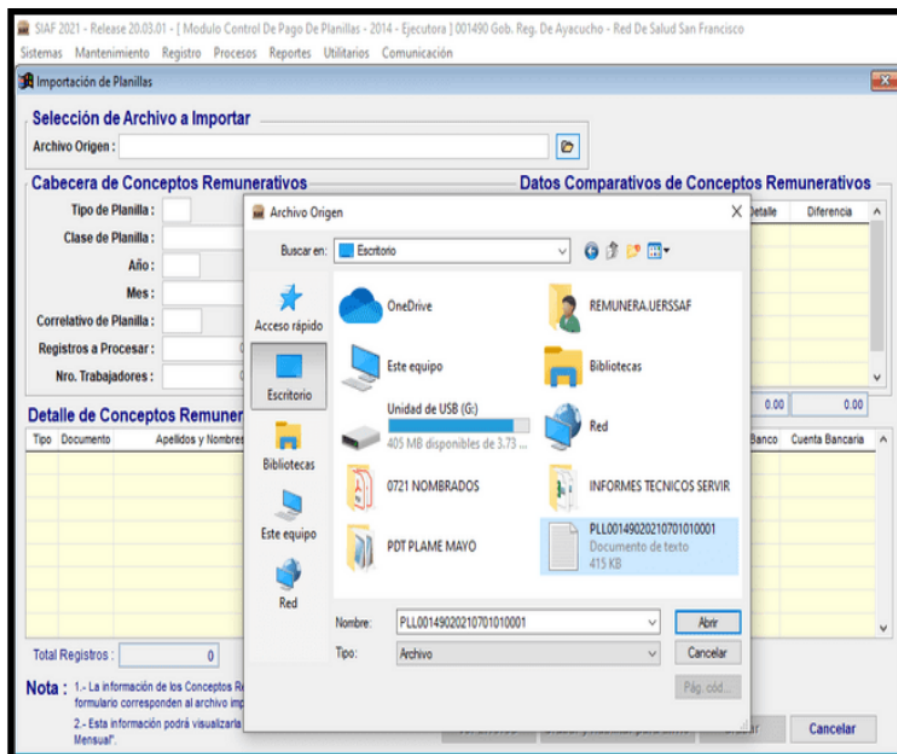 SIAF 2021 - Release 20.03.01 - [ Modulo Control De Pago De Planillas - 2014 - Ejecutora ] 001490 Gob. Reg. De Ayacucho - Red De Salud San Francisco
Sistemas Mantenimiento Registro Procesos Reportes Utilitarios Comunicación
Importación de Planillas
Selección de Archivo a Importar
Archivo Origen :
Cabecera de Conceptos Remunerativos
Datos Comparativos de Conceptos Remunerativos
Tipo de Planilla :
Clase de Planilla :
Año :
Mes :
Correlativo de Planilla :
Registros a Procesar :
Nro. Trabajadores :
Detalle Diferencia
0.00 0.00
Archivo Origen
Buscar en: Escritorio
Acceso rápido
Escritorio
Bibliotecas
Este equipo
Red
OneDrive
REMUNERA.UERSSAF
Este equipo
Bibliotecas
Unidad de USB (G:)
405 MB disponibles de 3.73 ...
Red
0721 NOMBRADOS
INFORMES TECNICOS SERVIR
PDT PLAME MAYO
PLL00149020210701010001
Documento de texto
415 KB
Nombre: PLL00149020210701010001
Abrir
Tipo: Archivo
Cancelar
Pág. cód...
Detalle de Conceptos Remuner
Tipo Documento Apellidos y Nombres
Banco Cuenta Bancaria
Total Registros : 0
Nota : 1.- La información de los Conceptos Re
formulario corresponden al archivo imp
2.- Esta información podrá visualizarla
Mensual".
Cancelar